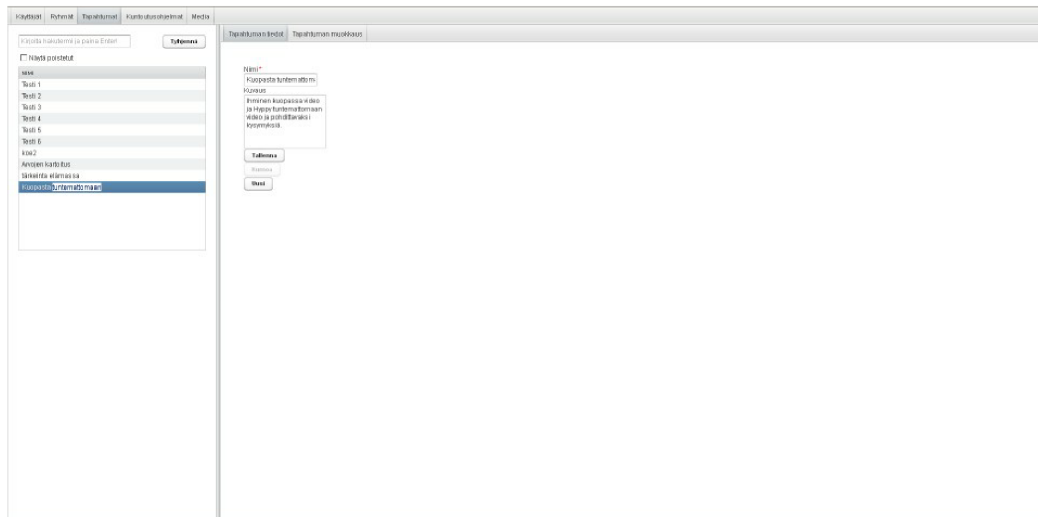 Käyttäjät Ryhmät Tapahtumat Kuntoutusohjelmat Media
Kirjoita hakutermi ja paina Enter! Tyhjennä
Näytä poistetut
NIMI
Testi 1
Testi 2
Testi 3
Testi 4
Testi 5
Testi 6
koe2
Arvojen kartoitus
tärkeintä elämässä
Kuopasta tuntemattomaan
Tapahtuman tiedot Tapahtuman muokkaus
Nimi*
Kuopasta tuntemattoma
Kuvaus
Ihminen kuopassa video
ja Hyppy tuntemattomaan
video ja pohdittavaksi
kysymyksiä.
Tallenna
Uusi